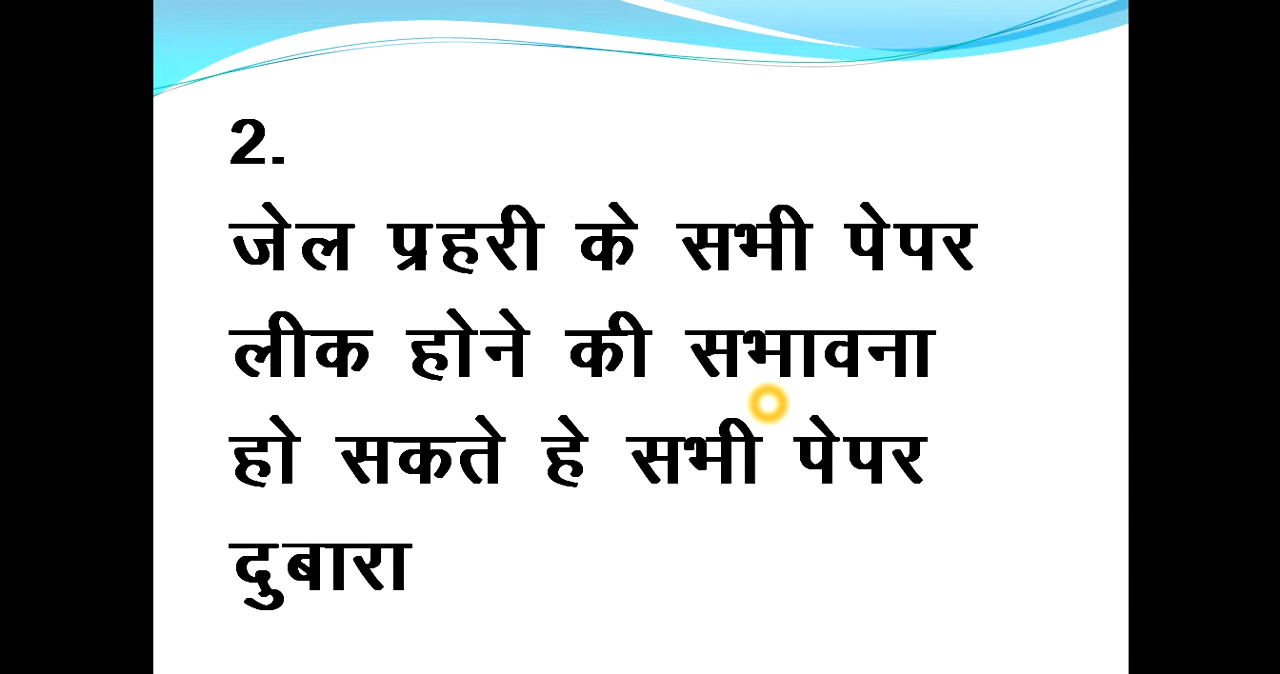 2.
जेल प्रहरी के सभी पेपर
लीक होने की सभावना
हो सकते हे सभी पेपर
दुबारा